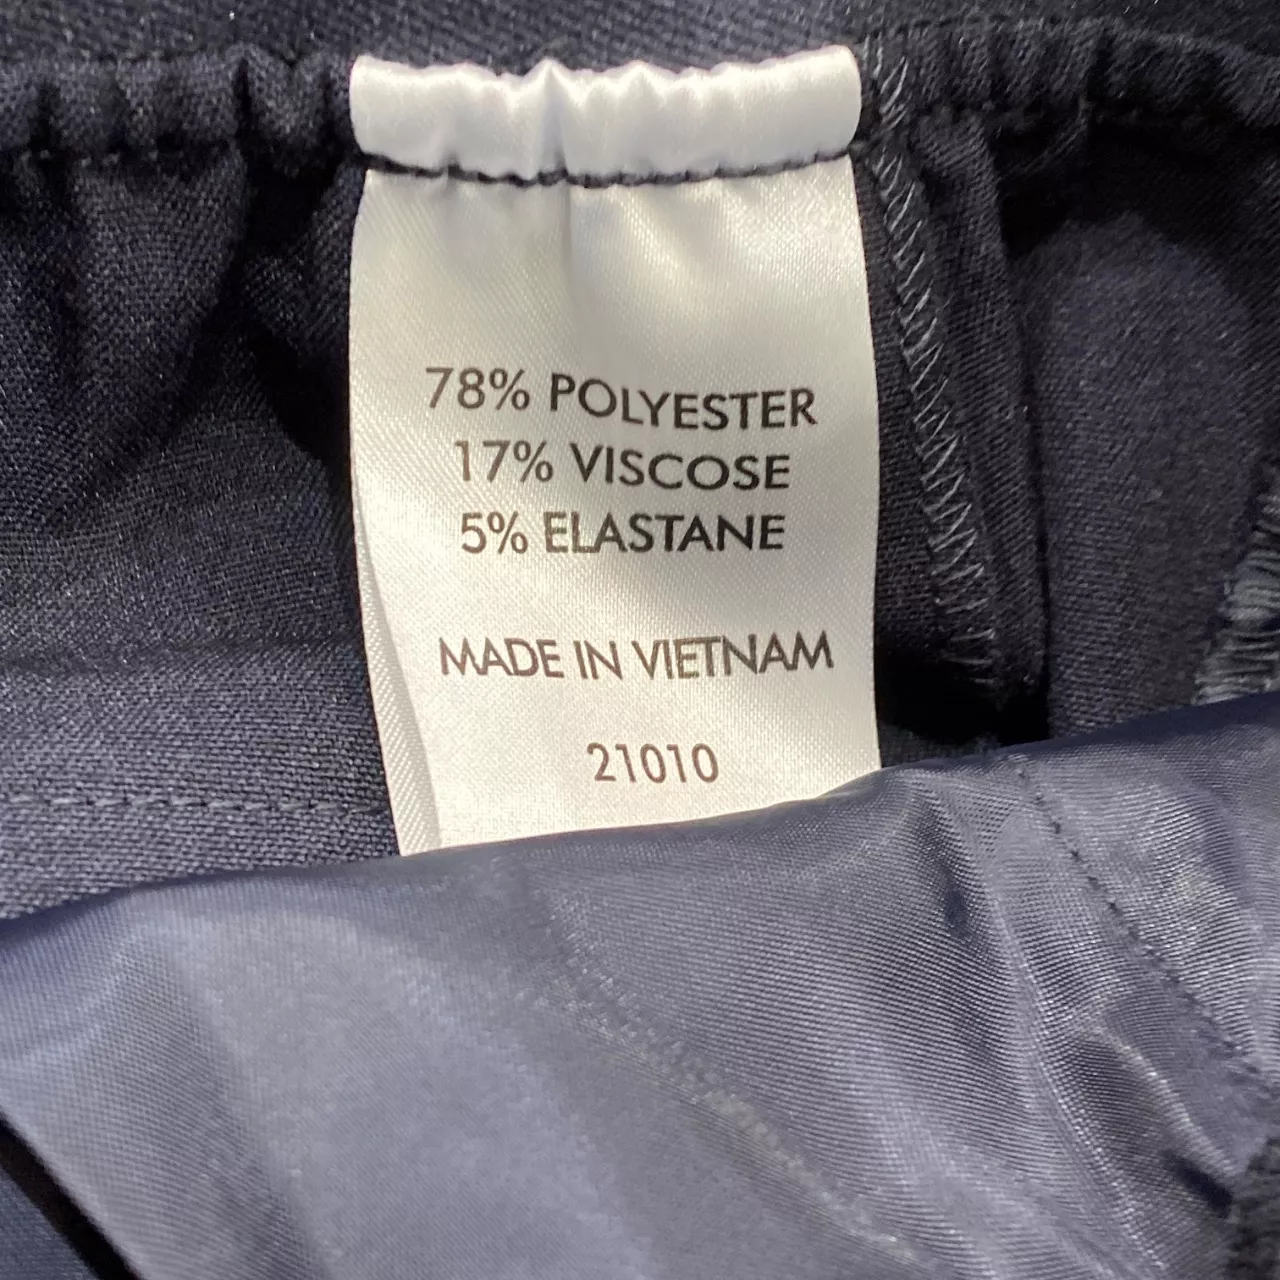 78% POLYESTER
17% VISCOSE
5% ELASTANE
MADE IN VIETNAM
21010